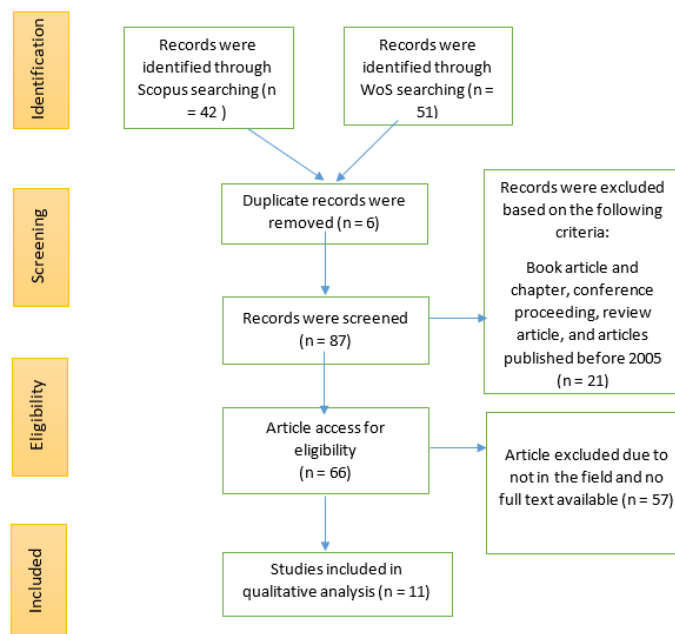 Identification
Records were
identified through
Scopus searching (n
= 42 )
Records were
identified through
WoS searching (n =
51)
Screening
Duplicate records were
removed (n = 6)
Records were excluded
based on the following
criteria:
Book article and
chapter, conference
proceeding, review
article, and articles
published before 2005
(n = 21)
Records were screened
(n = 87)
Eligibility
Article access for
eligibility
(n = 66)
Article excluded due to
not in the field and no
full text available (n = 57)
Included
Studies included in
qualitative analysis (n = 11)